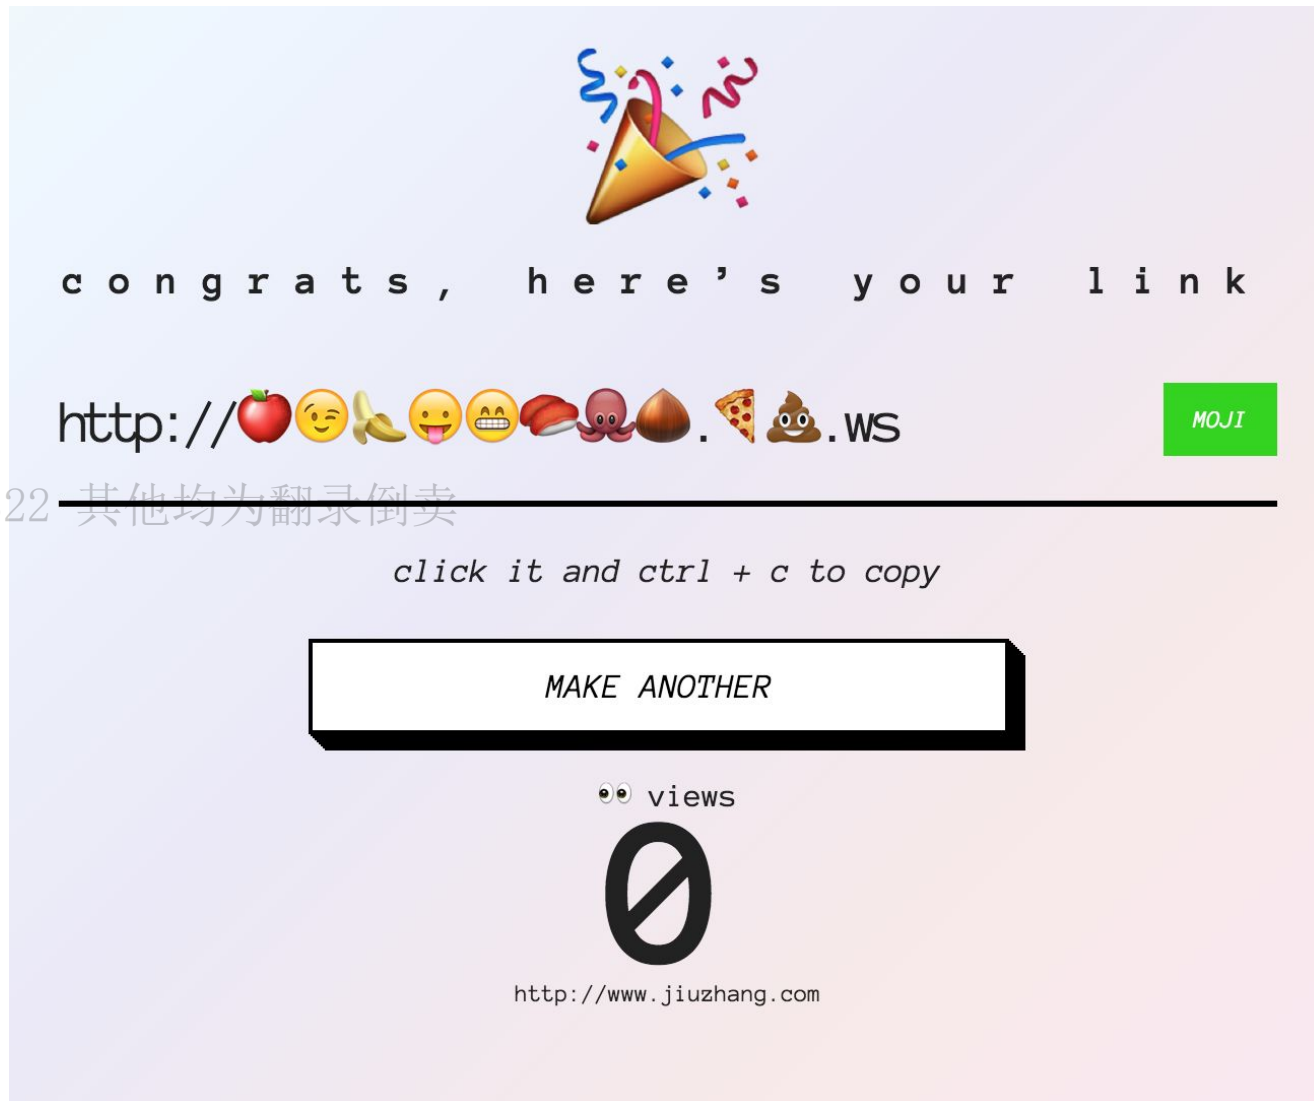 congrats, here’s your link
http://🍎😉🍌😛😁🍣🐙🌰.🍕💩.ws
MOJI
22 其他均为翻录倒卖
click it and ctrl + c to copy
MAKE ANOTHER
👀 views
0
http://www.jiuzhang.com